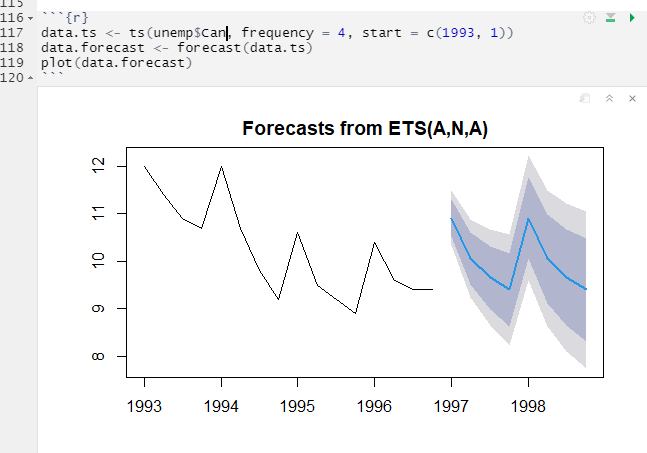 115
116 ```{r}
117 data.ts <- ts(unemp$Can, frequency = 4, start = c(1993, 1))
118 data.forecast <- forecast(data.ts)
119 plot(data.forecast)
120 ```
Forecasts from ETS(A,N,A)
12
11
10
9
8
1993 1994 1995 1996 1997 1998